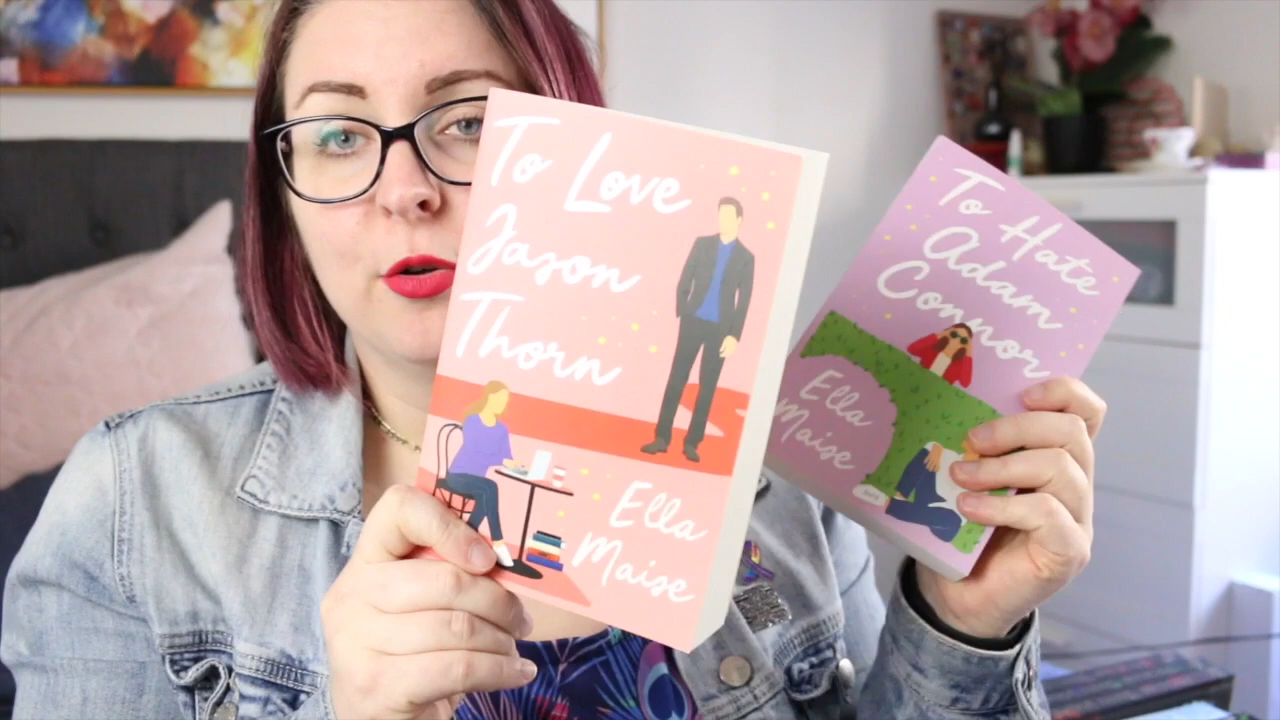 To Love
Jason
Thorn
Ella
Maise
To Hate
Adam
Connor
Ella
Maise